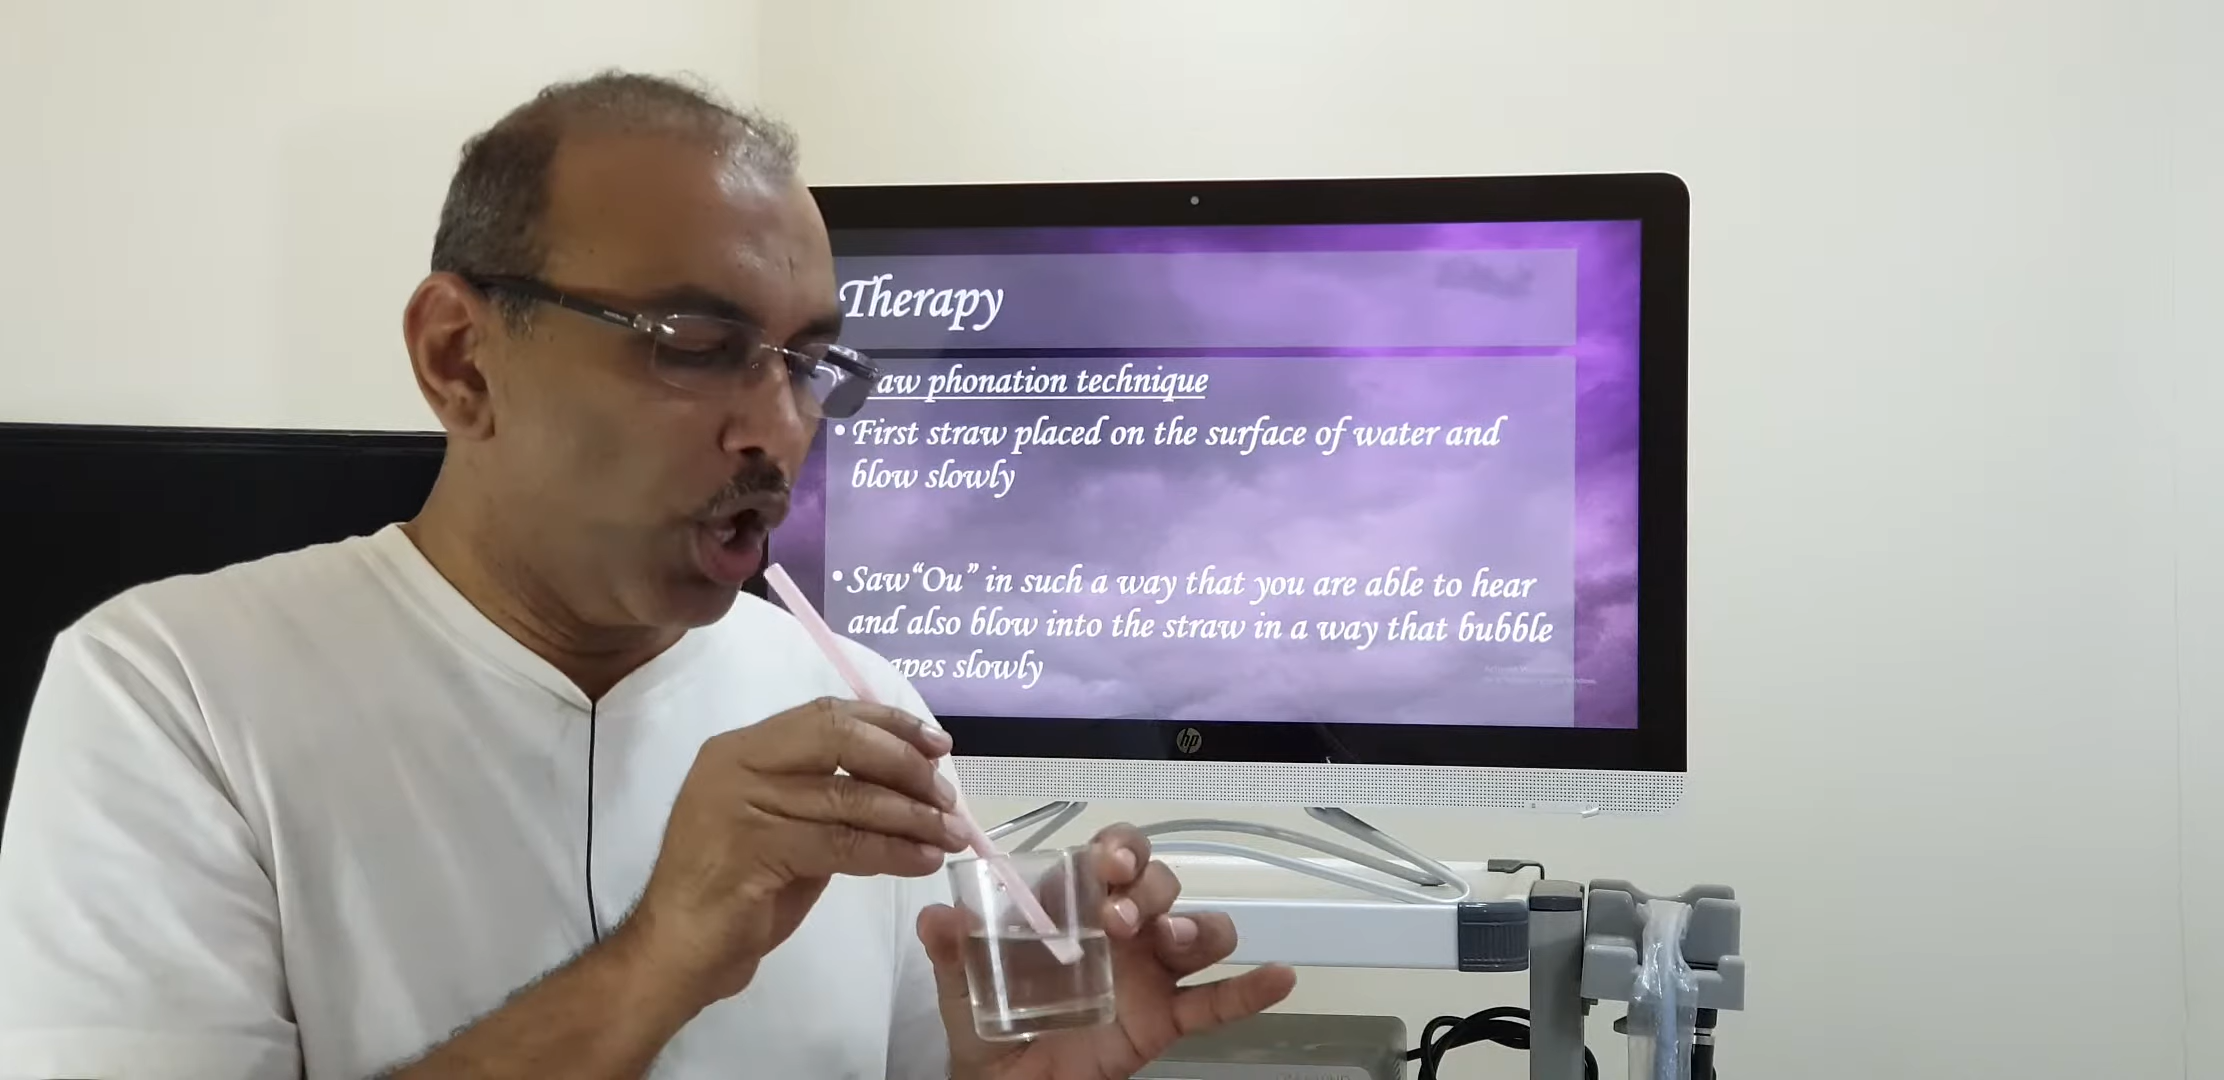 Therapy
aw phonation technique
• First straw placed on the surface of water and
blow slowly
• Saw“Ou” in such a way that you are able to hear
and also blow into the straw in a way that bubble
apes slowly
hp